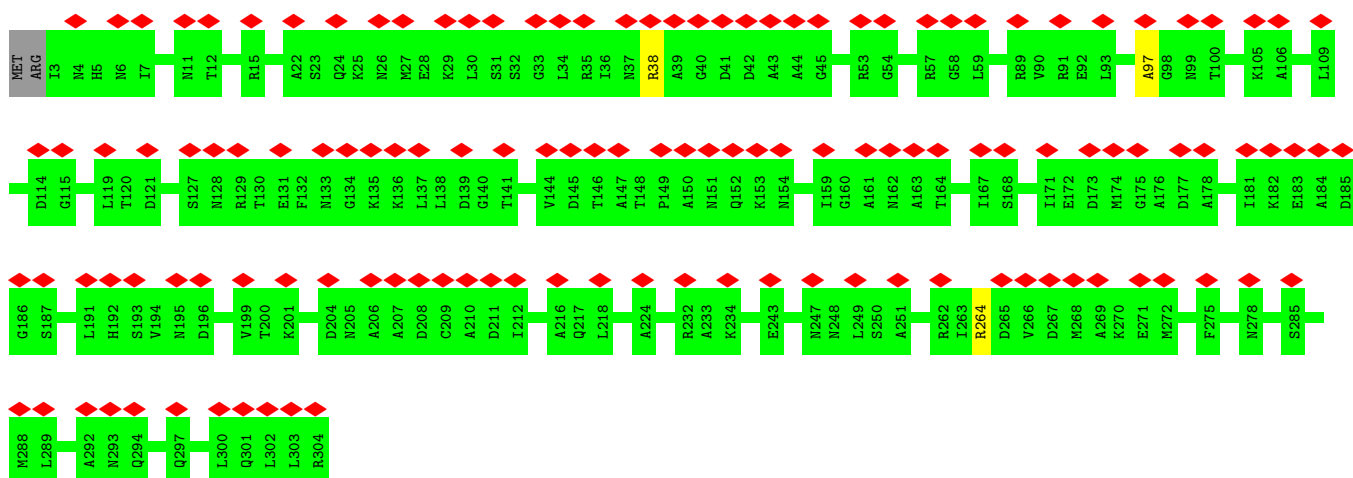 MET ARG I3 N4 H5 N6 I7 N11 T12 R15 A22 S23 Q24 K25 N26 M27 E28 K29 L30 S31 S32 G33 L34 R35 I36 N37 R38 A39 G40 D41 D42 A43 A44 G45 R53 G54 R57 G58 L59 R89 V90 R91 E92 L93 A97 G98 N99 T100 K105 A106 L109
D114 G115 L119 T120 D121 S127 N128 R129 T130 E131 F132 N133 G134 K135 K136 L137 L138 D139 G140 T141 V144 D145 T146 A147 T148 P149 A150 N151 Q152 K153 N154 I159 G160 A161 N162 A163 T164 I167 S168 I171 E172 D173 M174 G175 A176 D177 A178 I181 K182 E183 A184 D185
G186 S187 L191 H192 S193 V194 N195 D196 V199 T200 K201 D204 N205 A206 A207 D208 C209 A210 D211 I212 A216 Q217 L218 A224 R232 A233 K234 E243 N247 N248 L249 S250 A251 R262 I263 R264 D265 V266 D267 M268 A269 K270 E271 M272 F275 N278 S285
M288 L289 A292 N293 Q294 Q297 L300 Q301 L302 L303 R304